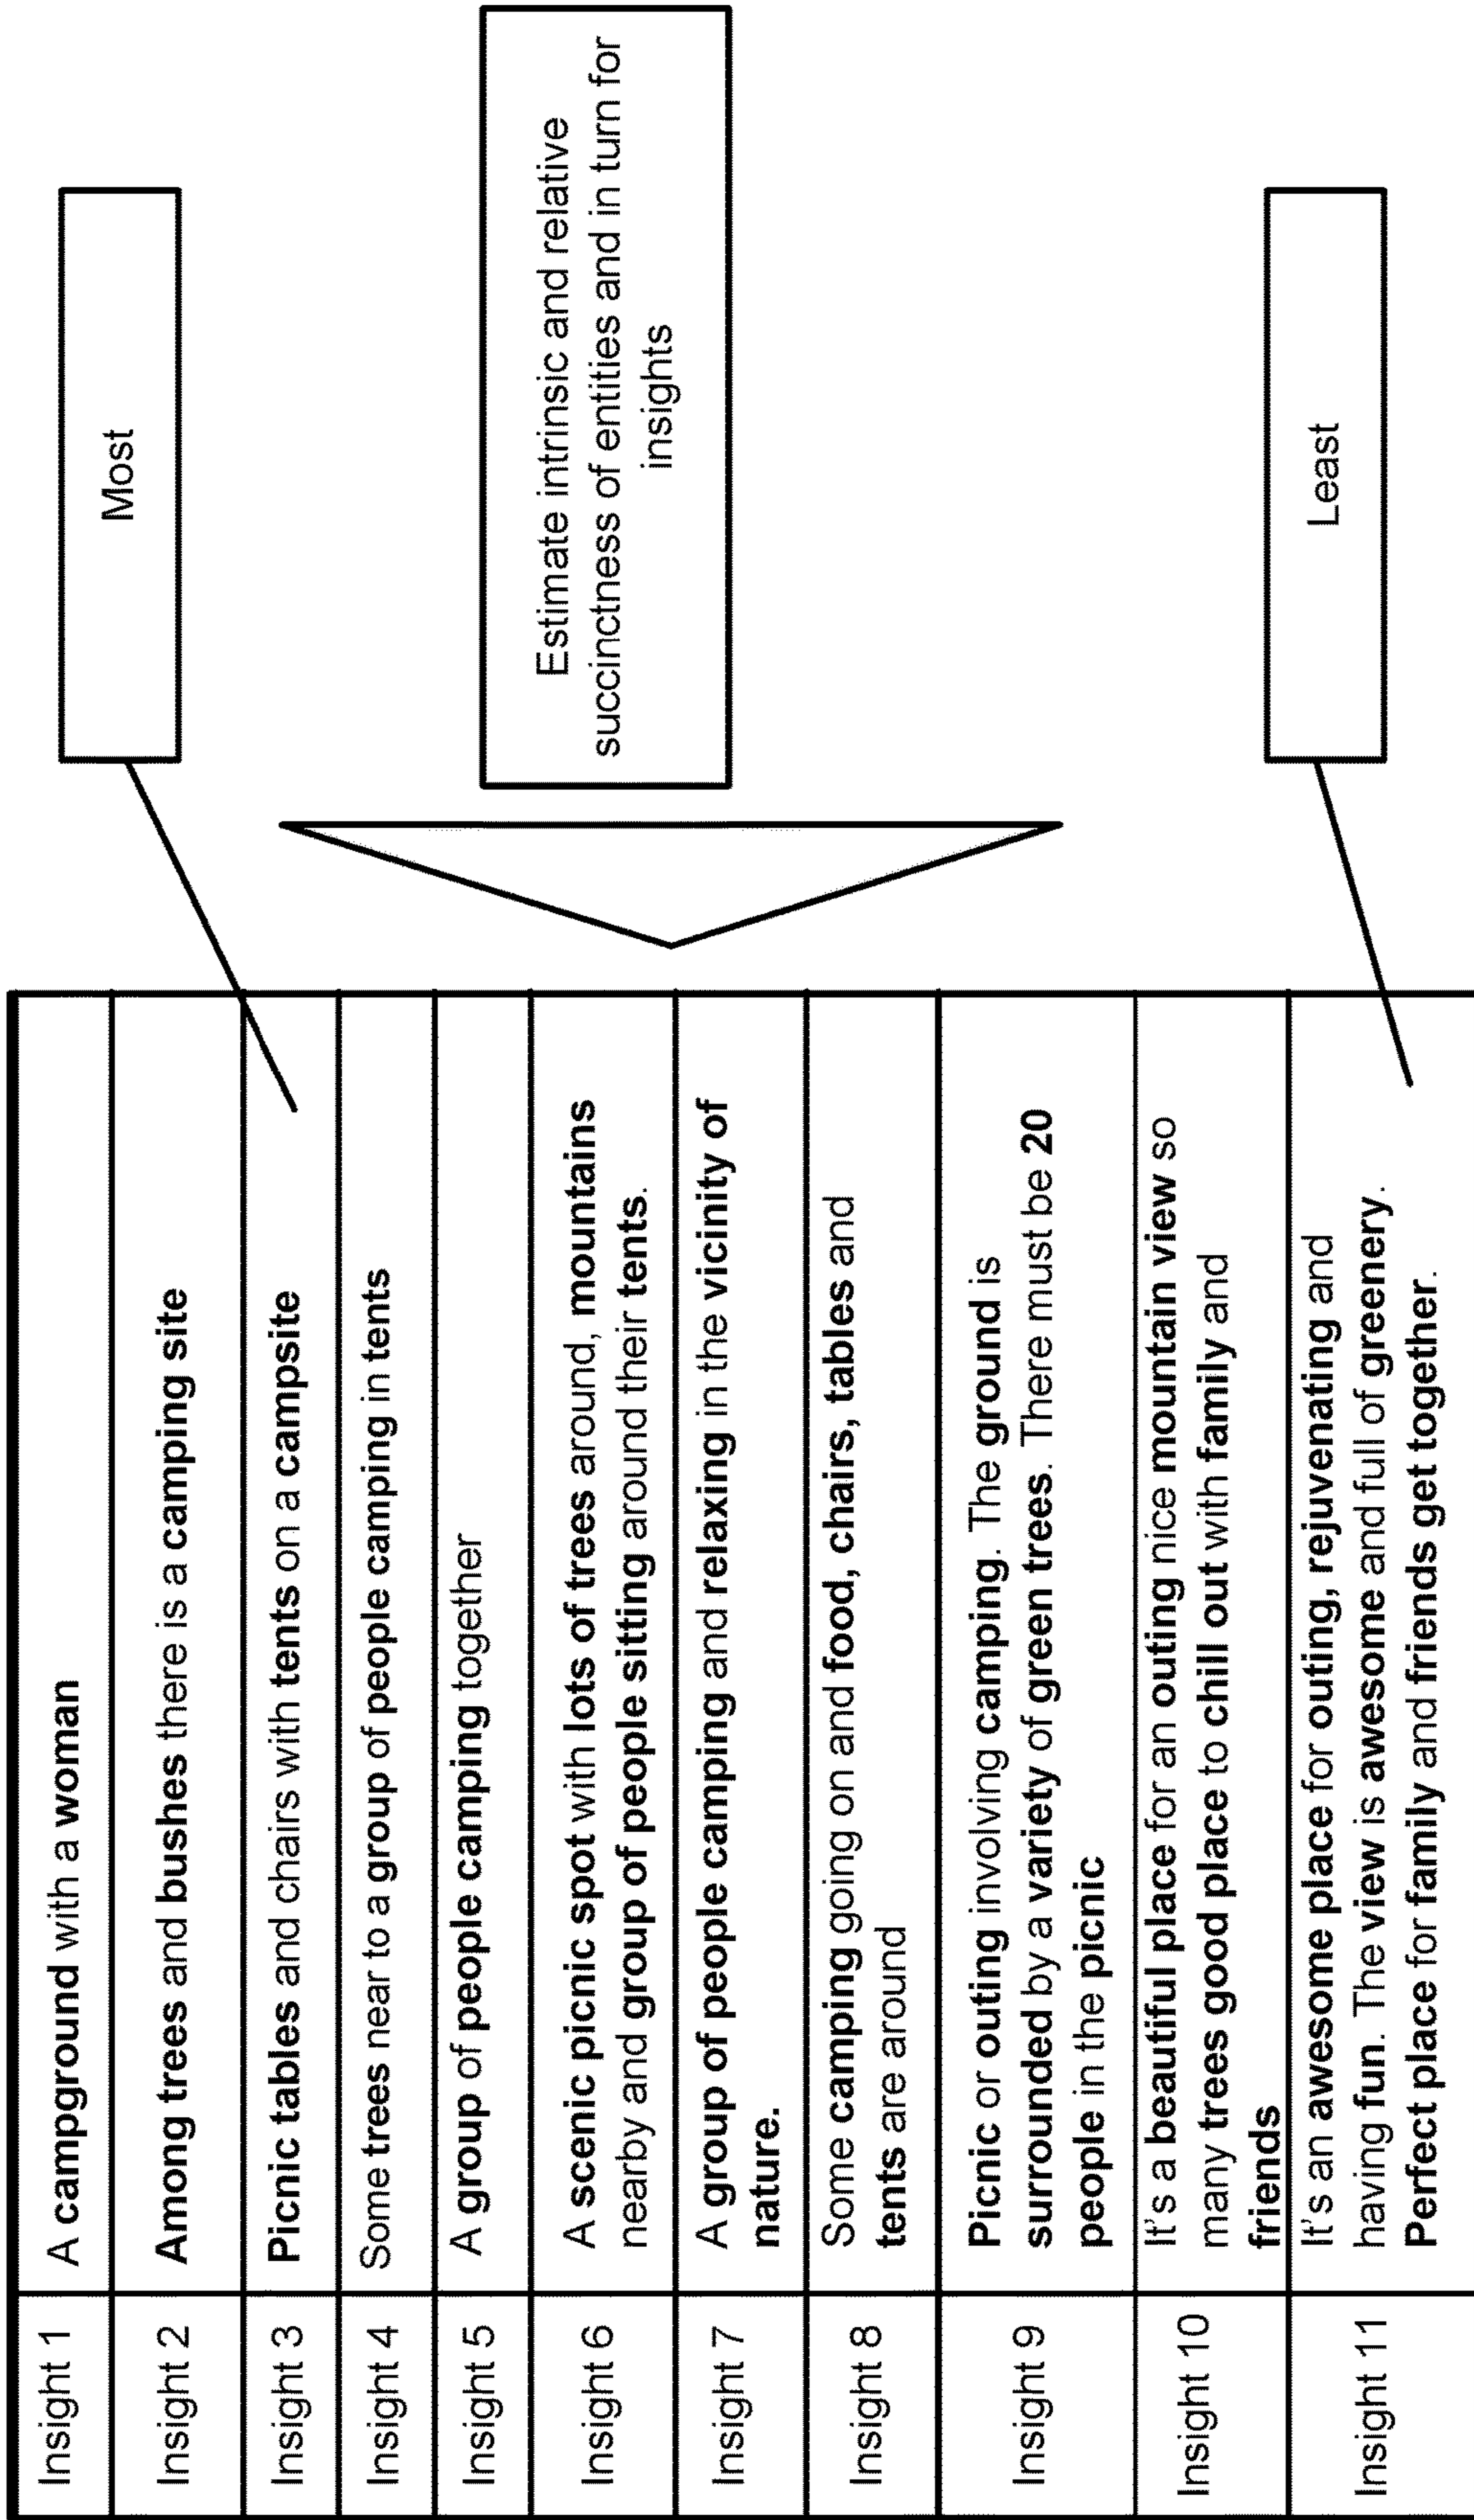 Insight 1
A campground with a woman
Insight 2
Among trees and bushes there is a camping site
Insight 3
Picnic tables and chairs with tents on a campsite
Insight 4
Some trees near to a group of people camping in tents
Insight 5
A group of people camping together
Insight 6
A scenic picnic spot with lots of trees around, mountains
nearby and group of people sitting around their tents.
Insight 7
A group of people camping and relaxing in the vicinity of
nature.
Insight 8
Some camping going on and food, chairs, tables and
tents are around
Insight 9
Picnic or outing involving camping. The ground is
surrounded by a variety of green trees. There must be 20
people in the picnic
Insight 10
It's a beautiful place for an outing nice mountain view so
many trees good place to chill out with family and
friends
Insight 11
It's an awesome place for outing, rejuvenating and
having fun. The view is awesome and full of greenery.
Perfect place for family and friends get together.
Most
Estimate intrinsic and relative
succinctness of entities and in turn for
insights
Least